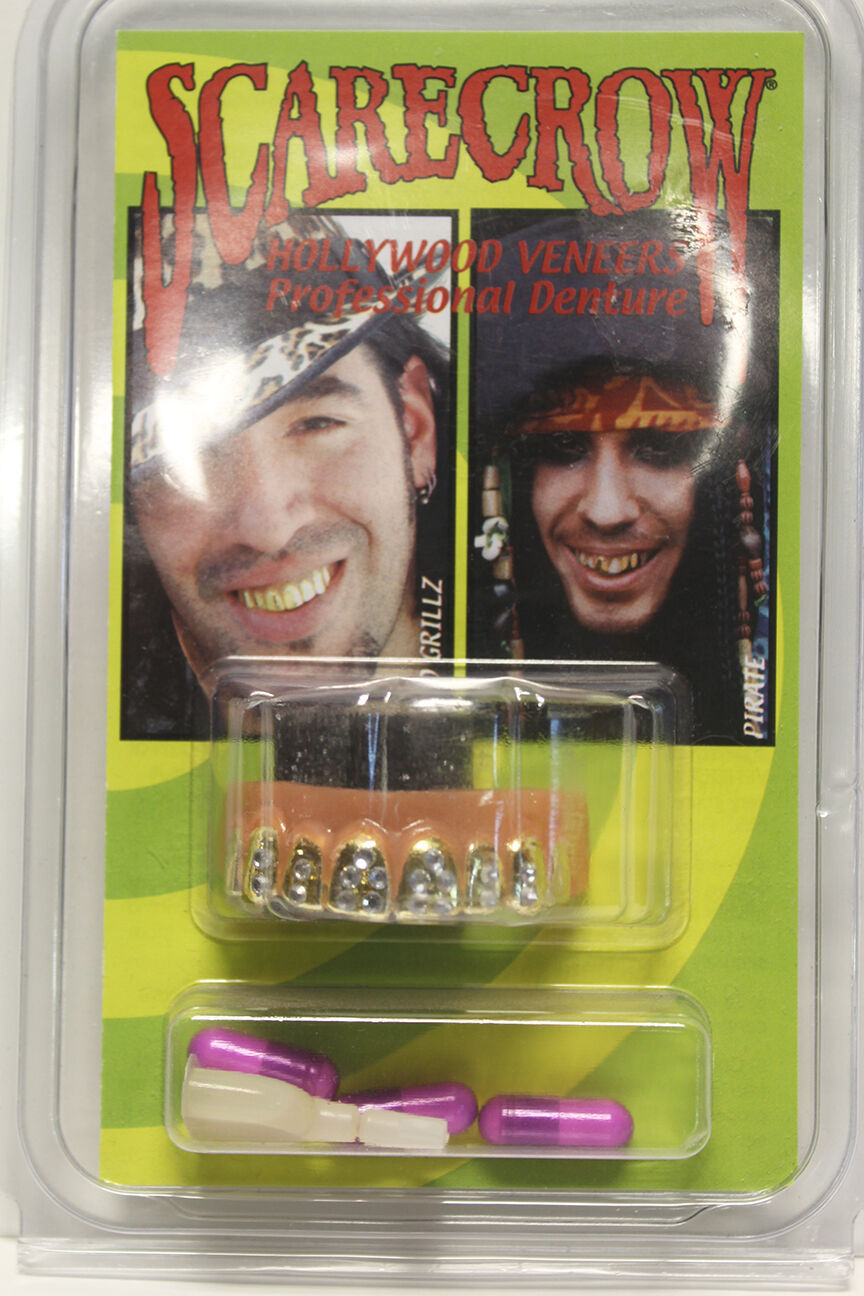 SCARECROW®
HOLLYWOOD VENEERS
Professional Denture
GRILLZ
PIRATE